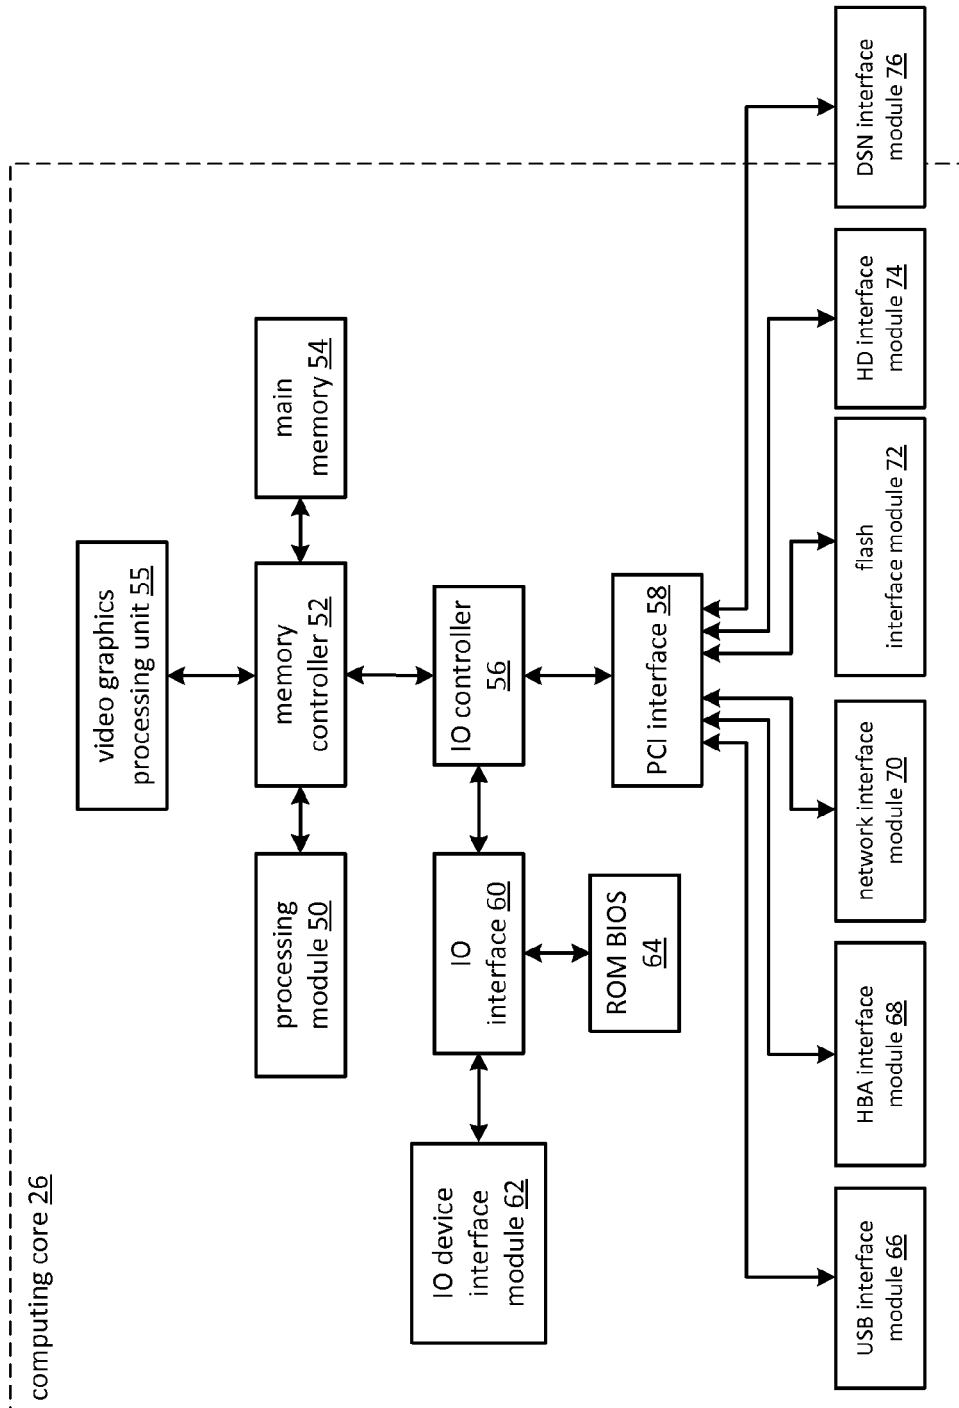 computing core 26
video graphics
processing unit 55
processing
module 50
memory
controller 52
main
memory 54
IO device
interface
module 62
IO
interface 60
IO controller
56
ROM BIOS
64
PCI interface 58
USB interface
module 66
HBA interface
module 68
network interface
module 70
flash
interface module 72
HD interface
module 74
DSN interface
module 76